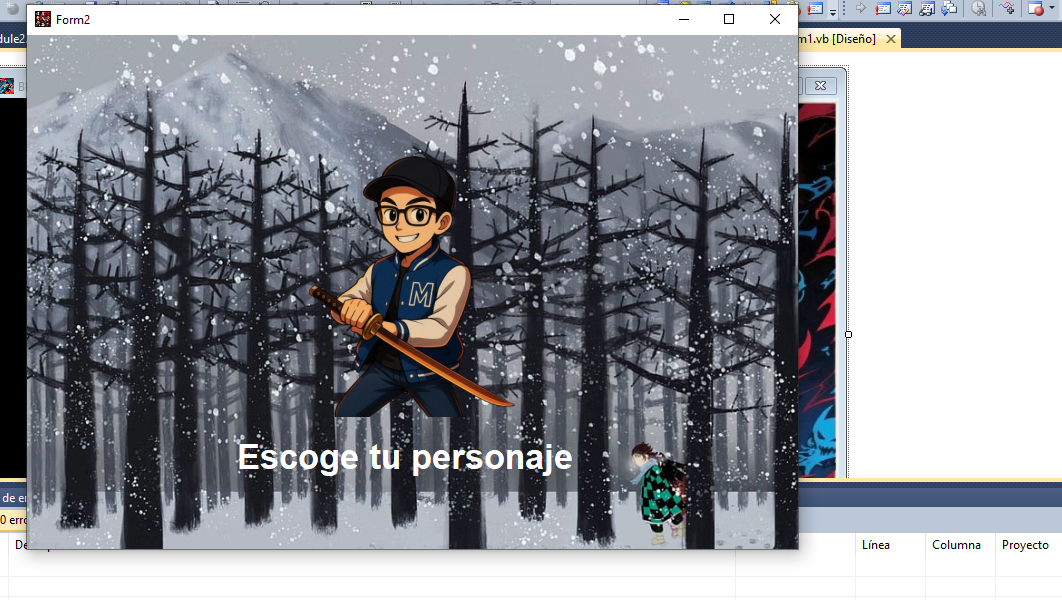 Form2
dule2.
m1.vb [Diseño]
M
Escoge tu personaje
de er
0 erro
De
Línea
Columna
Proyecto